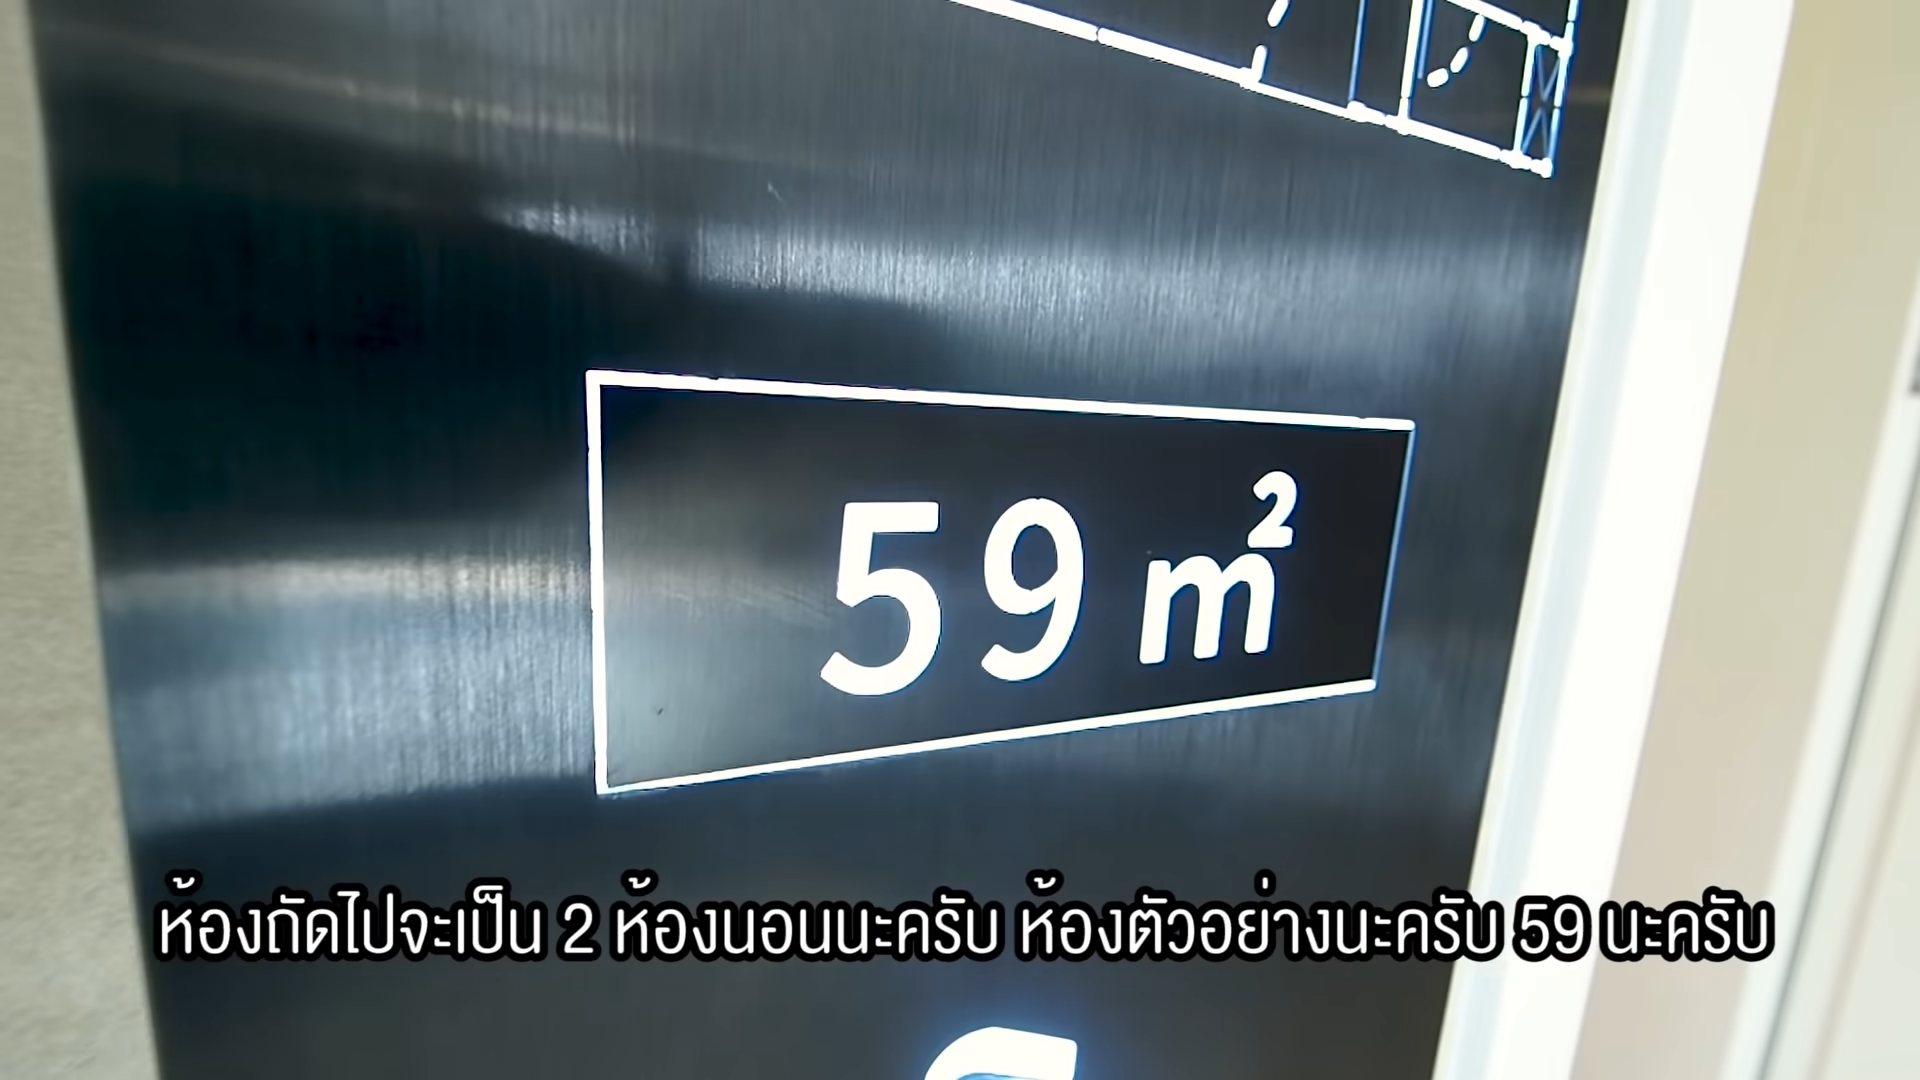 59 m²
ห้องถัดไปจะเป็น 2 ห้องนอนนะครับ ห้องตัวอย่างนะครับ 59 นะครับ